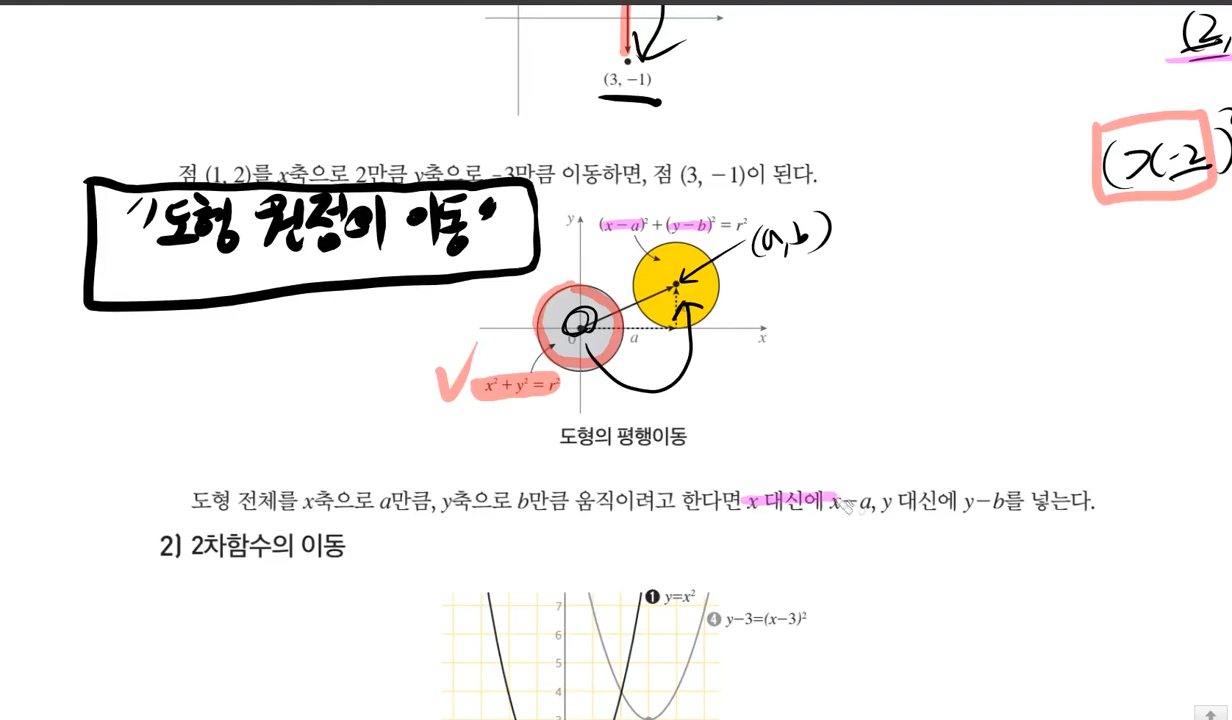 (3, −1)
(2,
(x-2)
점 (1, 2)를 x축으로 2만큼 y축으로 −3만큼 이동하면, 점 (3, −1)이 된다.
"도형 원점이 이동"
y
(x−a)² + (y−b)² = r²
(a,b)
0
a
x
x² + y² = r²
도형의 평행이동
도형 전체를 x축으로 a만큼, y축으로 b만큼 움직이려고 한다면 x 대신에 x−a, y 대신에 y−b를 넣는다.
2) 2차함수의 이동
❶ y=x²
7
❹ y−3=(x−3)²
6
5
4
3